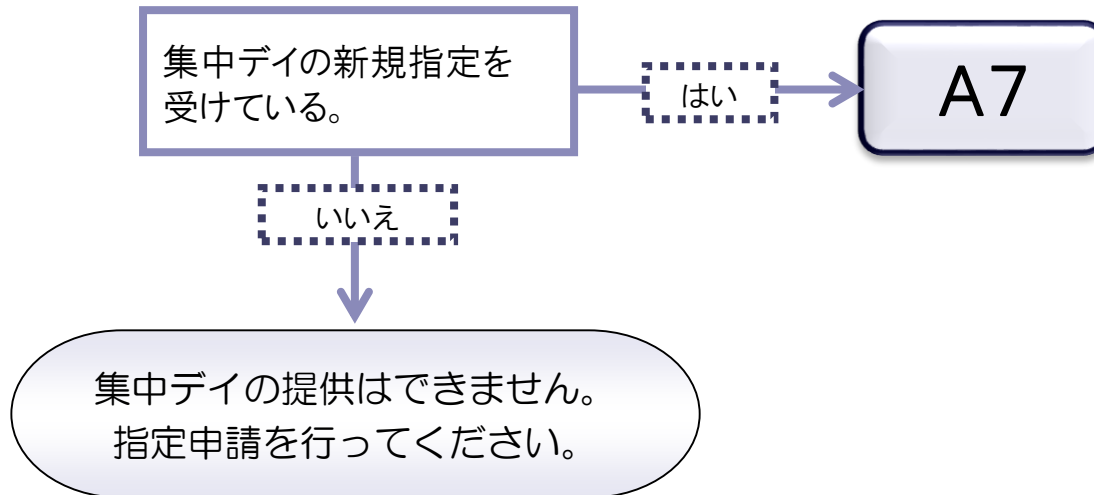 集中デイの新規指定を
受けている。
はい
A7
いいえ
集中デイの提供はできません。
指定申請を行ってください。